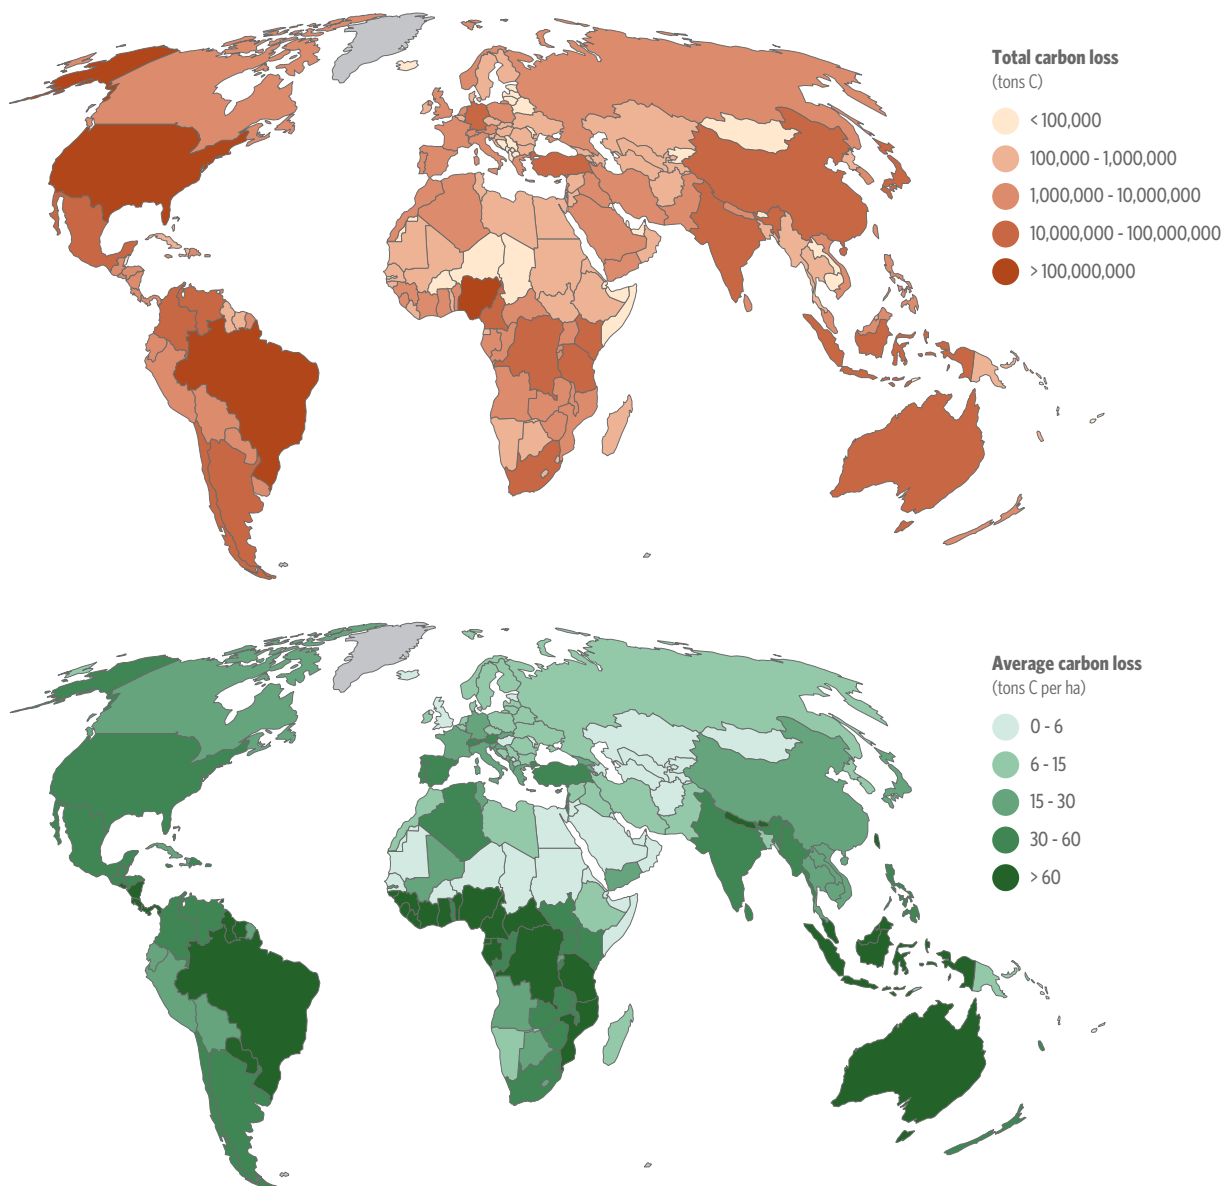 Total carbon loss
(tons C)
< 100,000
100,000 - 1,000,000
1,000,000 - 10,000,000
10,000,000 - 100,000,000
> 100,000,000
Average carbon loss
(tons C per ha)
0 - 6
6 - 15
15 - 30
30 - 60
> 60